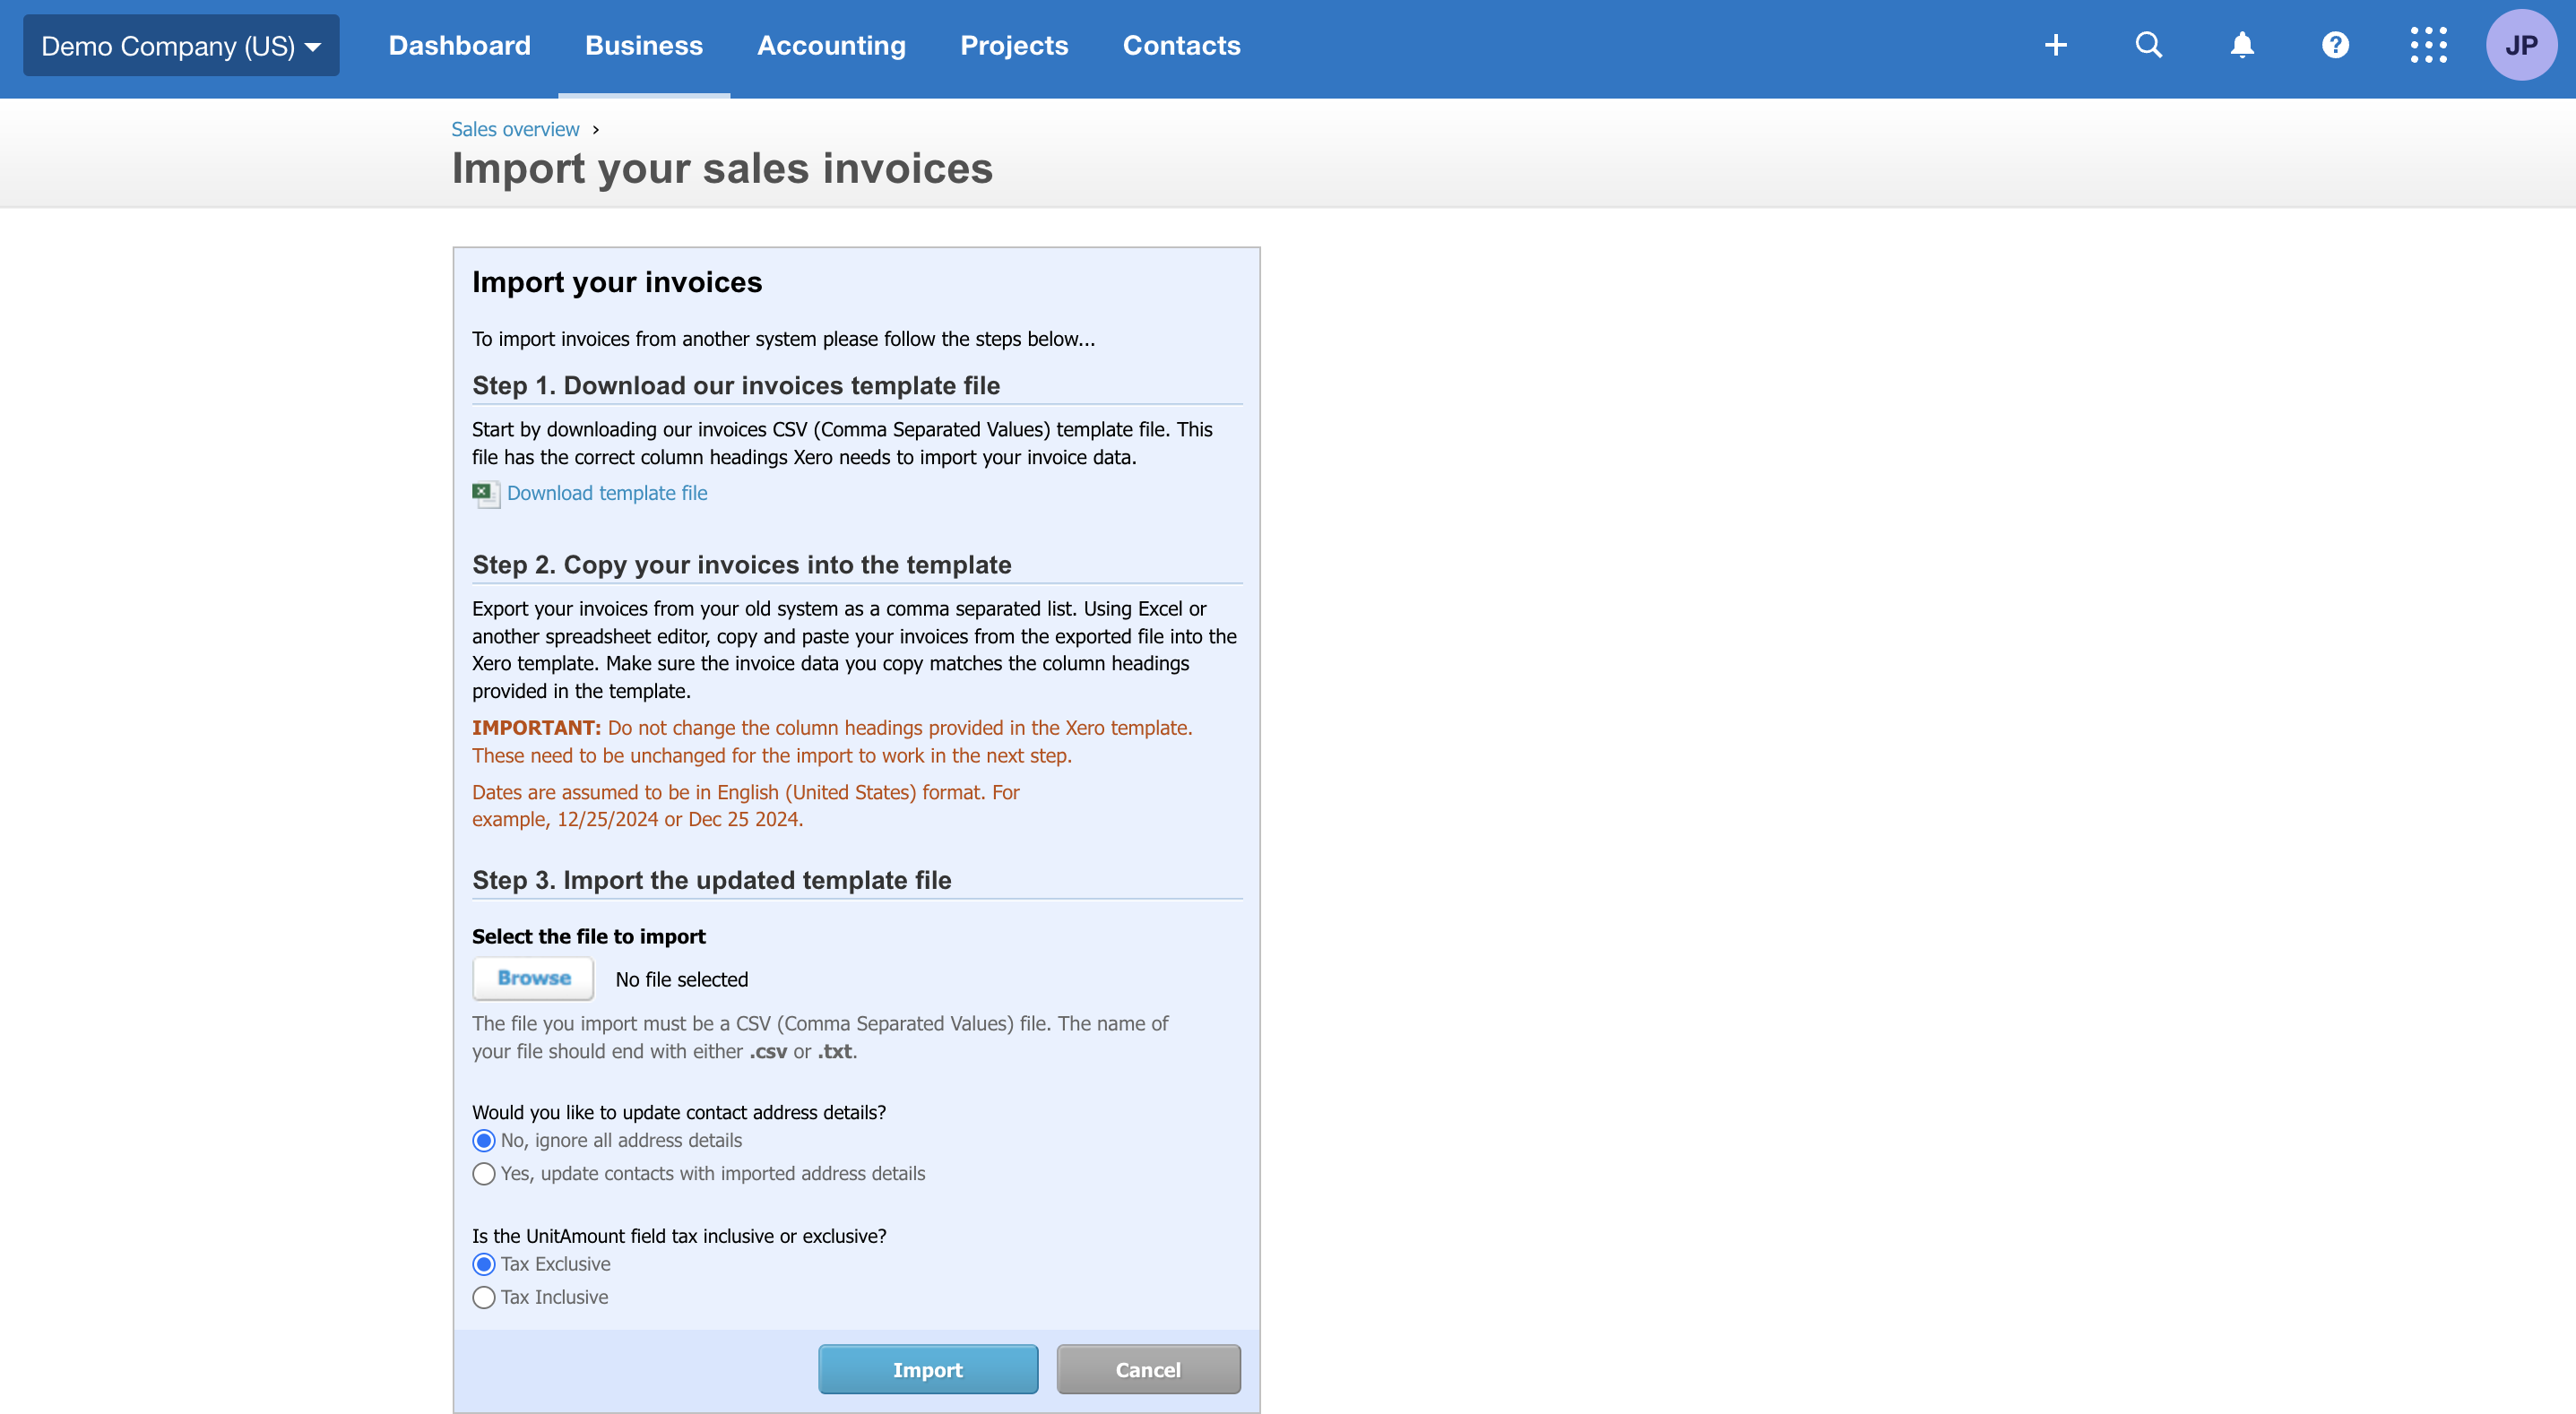 Demo Company (US)
Dashboard
Business
Accounting
Projects
Contacts
?
JP
Sales overview ›
Import your sales invoices
Import your invoices
To import invoices from another system please follow the steps below...
Step 1. Download our invoices template file
Start by downloading our invoices CSV (Comma Separated Values) template file. This
file has the correct column headings Xero needs to import your invoice data.
Download template file
Step 2. Copy your invoices into the template
Export your invoices from your old system as a comma separated list. Using Excel or
another spreadsheet editor, copy and paste your invoices from the exported file into the
Xero template. Make sure the invoice data you copy matches the column headings
provided in the template.
IMPORTANT: Do not change the column headings provided in the Xero template.
These need to be unchanged for the import to work in the next step.
Dates are assumed to be in English (United States) format. For
example, 12/25/2024 or Dec 25 2024.
Step 3. Import the updated template file
Select the file to import
Browse
No file selected
The file you import must be a CSV (Comma Separated Values) file. The name of
your file should end with either .csv or .txt.
Would you like to update contact address details?
No, ignore all address details
Yes, update contacts with imported address details
Is the UnitAmount field tax inclusive or exclusive?
Tax Exclusive
Tax Inclusive
Import
Cancel